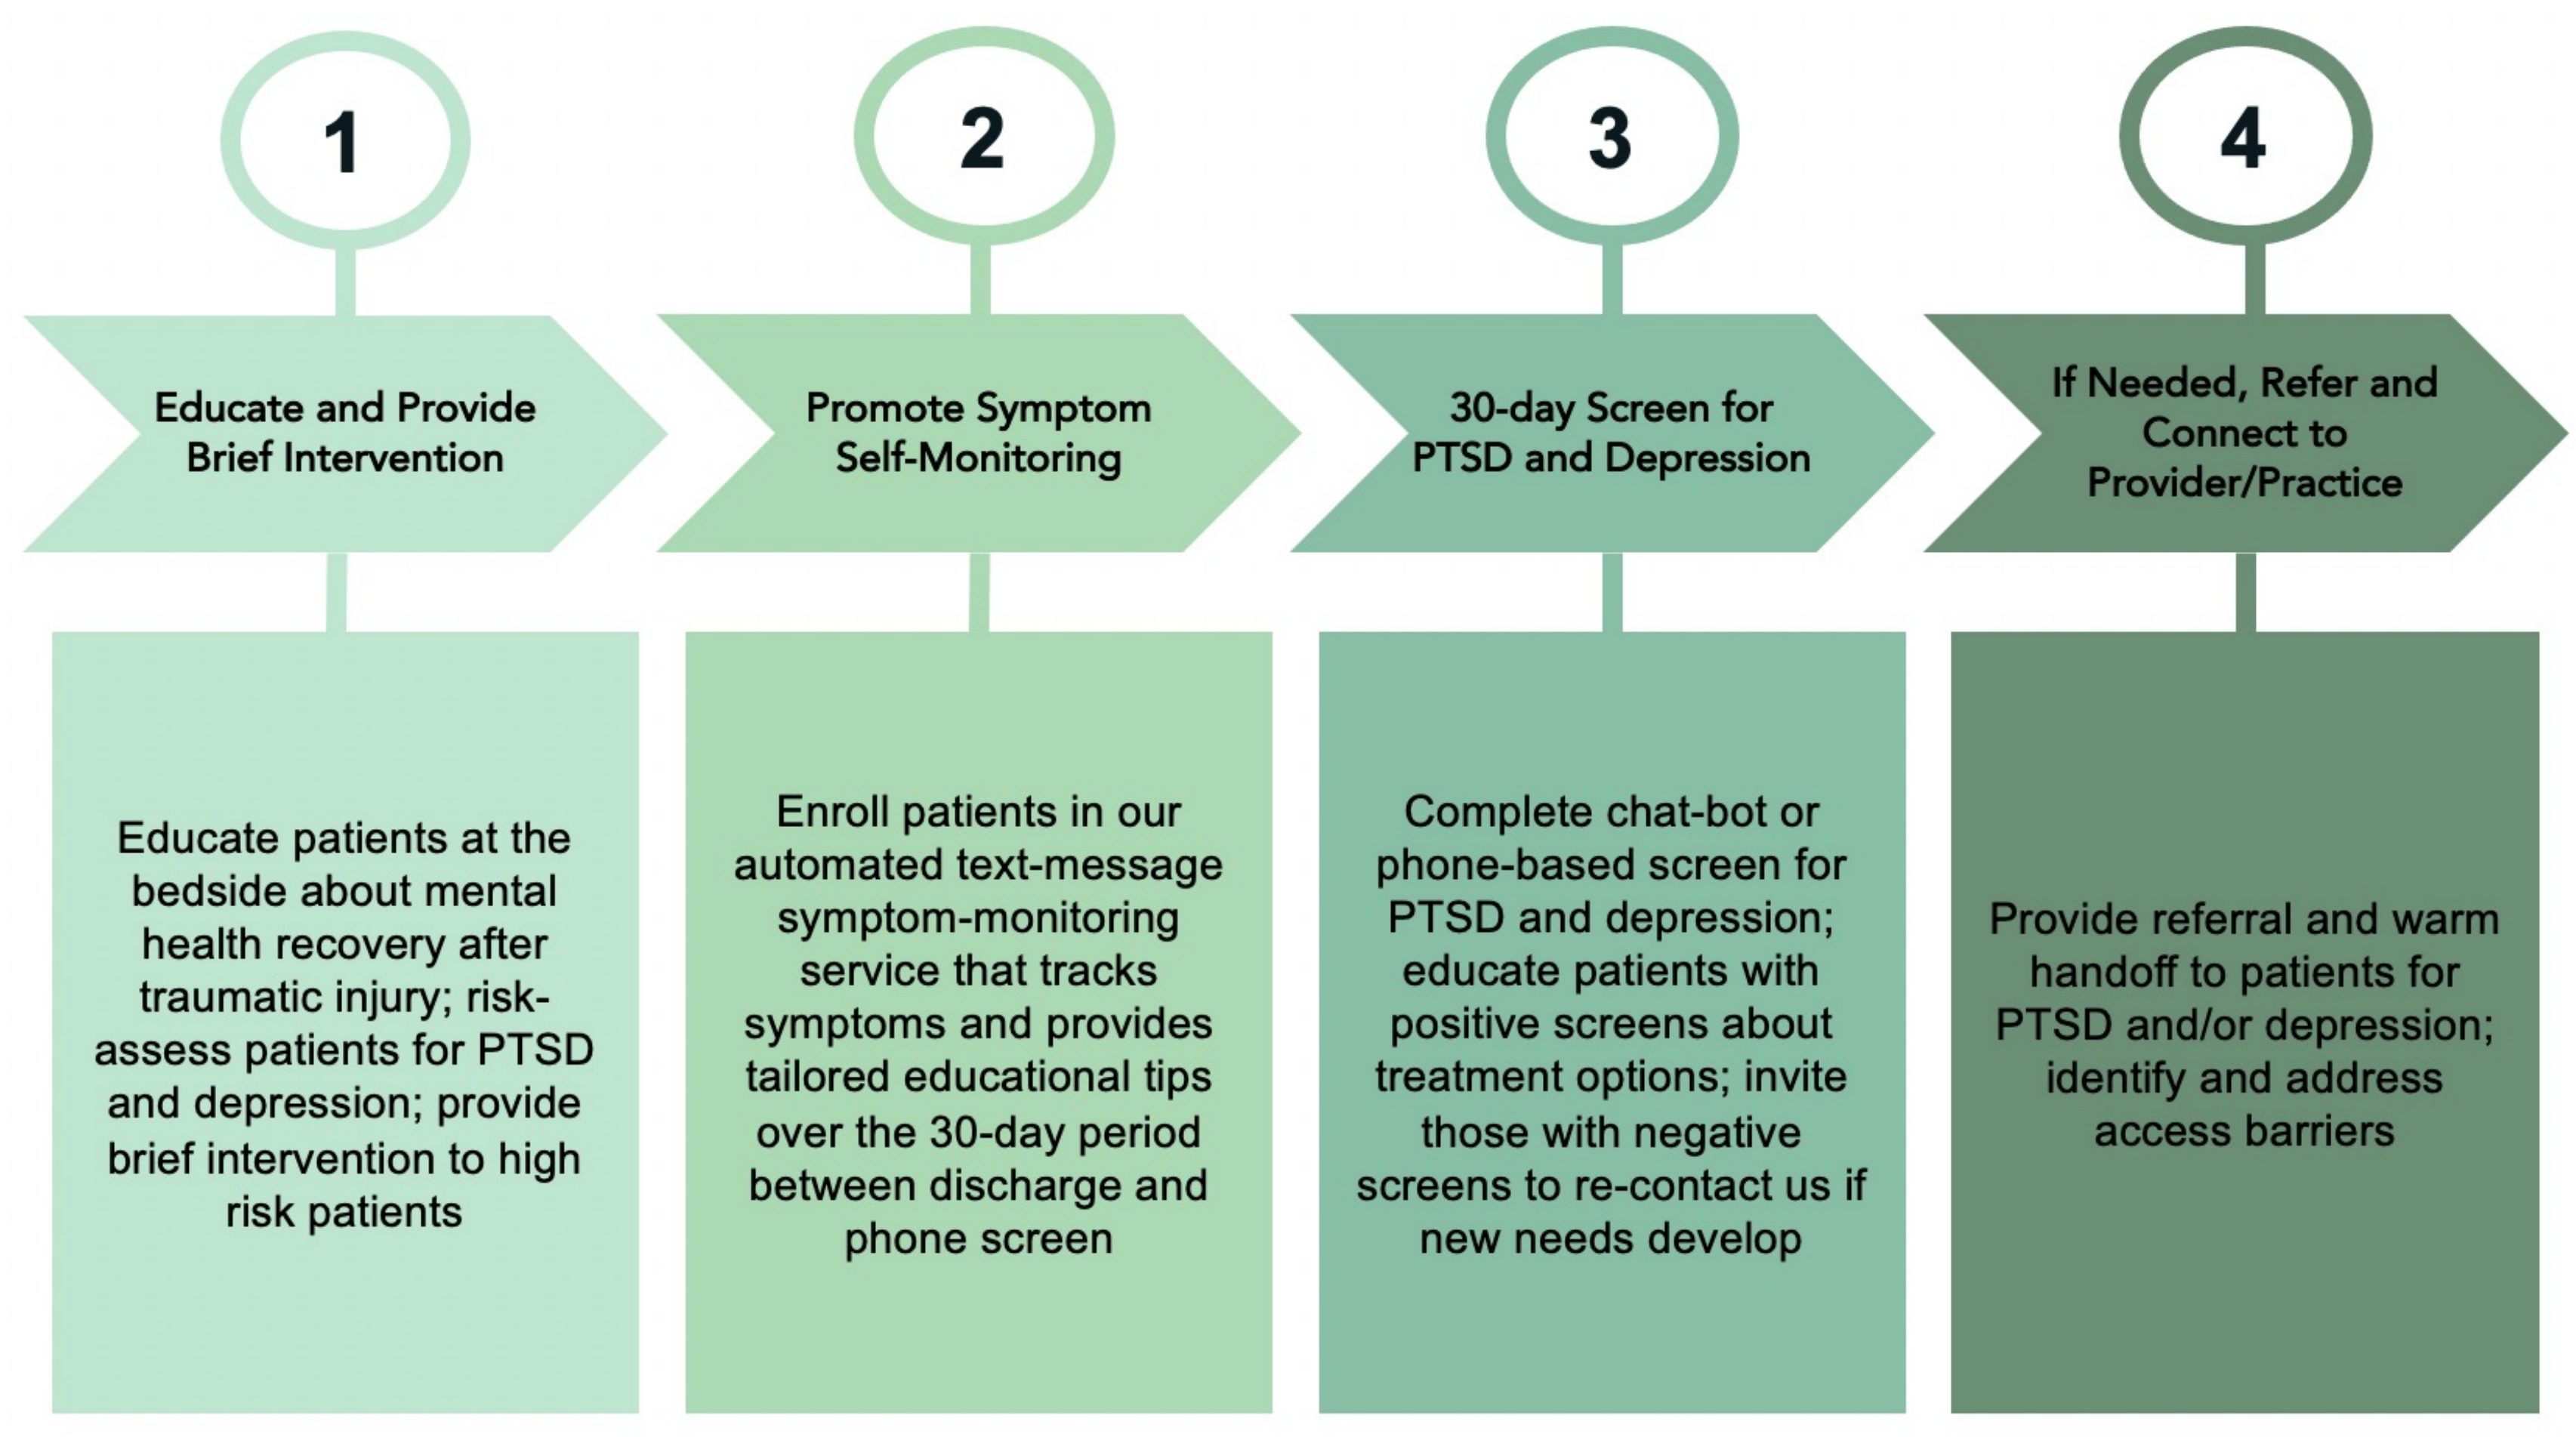 1
Educate and Provide
Brief Intervention
Educate patients at the
bedside about mental
health recovery after
traumatic injury; risk-
assess patients for PTSD
and depression; provide
brief intervention to high
risk patients
2
Promote Symptom
Self-Monitoring
Enroll patients in our
automated text-message
symptom-monitoring
service that tracks
symptoms and provides
tailored educational tips
over the 30-day period
between discharge and
phone screen
3
30-day Screen for
PTSD and Depression
Complete chat-bot or
phone-based screen for
PTSD and depression;
educate patients with
positive screens about
treatment options; invite
those with negative
screens to re-contact us if
new needs develop
4
If Needed, Refer and
Connect to
Provider/Practice
Provide referral and warm
handoff to patients for
PTSD and/or depression;
identify and address
access barriers